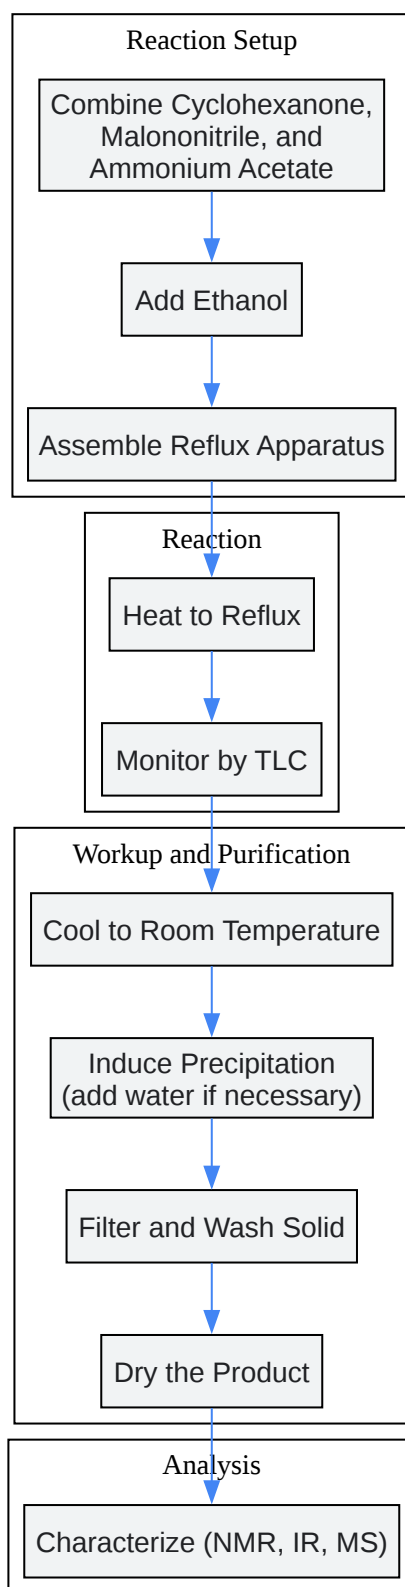 Reaction Setup
Combine Cyclohexanone,
Malononitrile, and
Ammonium Acetate
Add Ethanol
Assemble Reflux Apparatus
Reaction
Heat to Reflux
Monitor by TLC
Workup and Purification
Cool to Room Temperature
Induce Precipitation
(add water if necessary)
Filter and Wash Solid
Dry the Product
Analysis
Characterize (NMR, IR, MS)